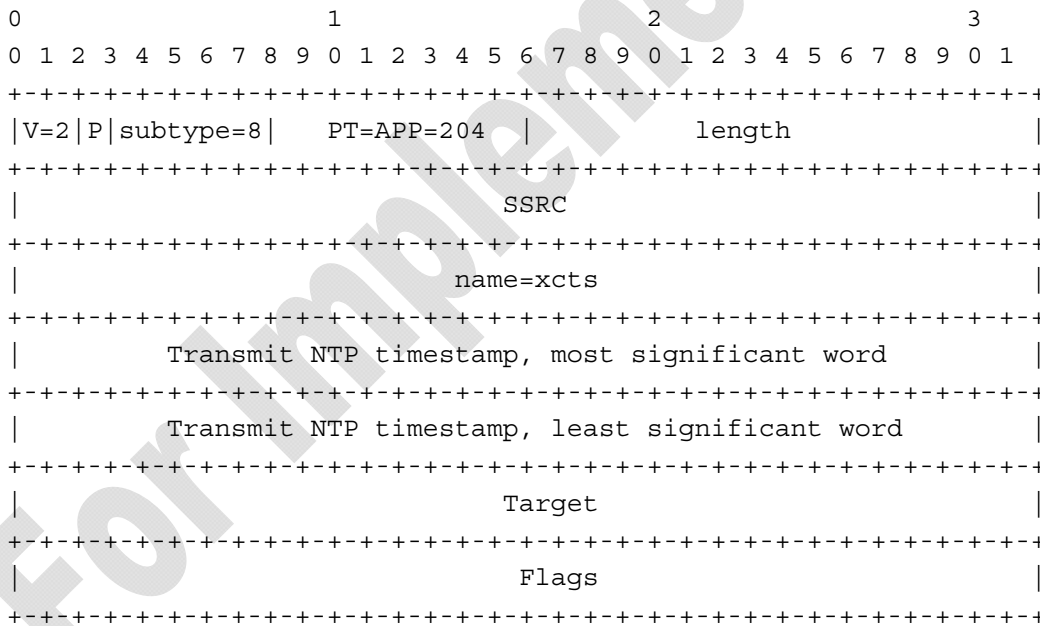 0                   1                   2                   3
0 1 2 3 4 5 6 7 8 9 0 1 2 3 4 5 6 7 8 9 0 1 2 3 4 5 6 7 8 9 0 1
+-+-+-+-+-+-+-+-+-+-+-+-+-+-+-+-+-+-+-+-+-+-+-+-+-+-+-+-+-+-+-+-+
|V=2|P|subtype=8|   PT=APP=204  |          length               |
+-+-+-+-+-+-+-+-+-+-+-+-+-+-+-+-+-+-+-+-+-+-+-+-+-+-+-+-+-+-+-+-+
|                              SSRC                             |
+-+-+-+-+-+-+-+-+-+-+-+-+-+-+-+-+-+-+-+-+-+-+-+-+-+-+-+-+-+-+-+-+
|                           name=xcts                           |
+-+-+-+-+-+-+-+-+-+-+-+-+-+-+-+-+-+-+-+-+-+-+-+-+-+-+-+-+-+-+-+-+
|         Transmit NTP timestamp, most significant word         |
+-+-+-+-+-+-+-+-+-+-+-+-+-+-+-+-+-+-+-+-+-+-+-+-+-+-+-+-+-+-+-+-+
|         Transmit NTP timestamp, least significant word        |
+-+-+-+-+-+-+-+-+-+-+-+-+-+-+-+-+-+-+-+-+-+-+-+-+-+-+-+-+-+-+-+-+
|                              Target                           |
+-+-+-+-+-+-+-+-+-+-+-+-+-+-+-+-+-+-+-+-+-+-+-+-+-+-+-+-+-+-+-+-+
|                               Flags                           |
+-+-+-+-+-+-+-+-+-+-+-+-+-+-+-+-+-+-+-+-+-+-+-+-+-+-+-+-+-+-+-+-+
For Impleme